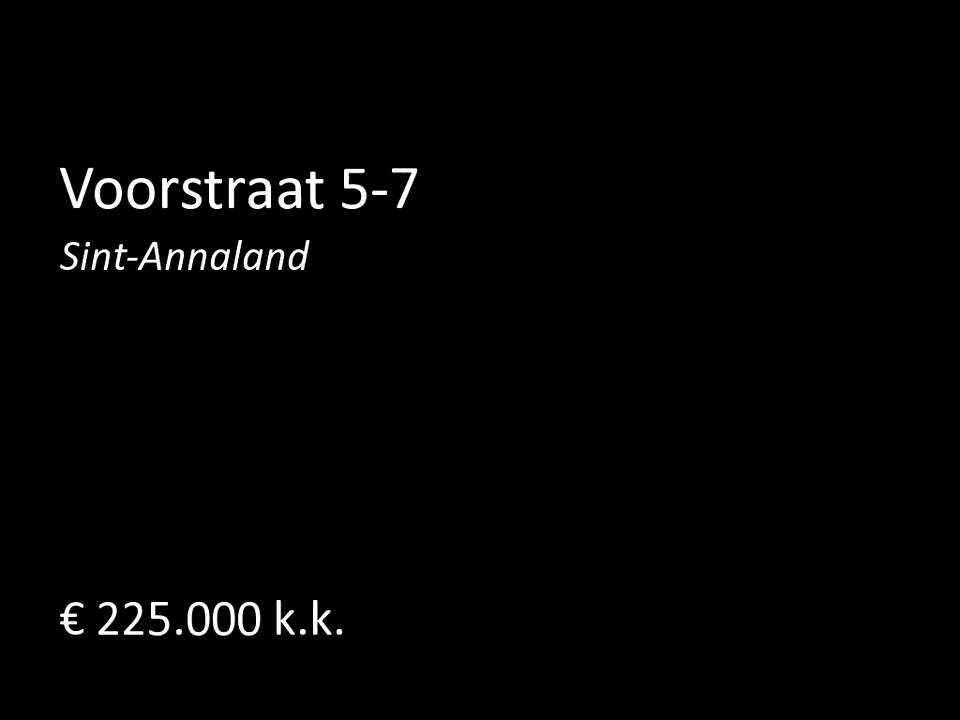 Voorstraat 5-7
Sint-Annaland
€ 225.000 k.k.